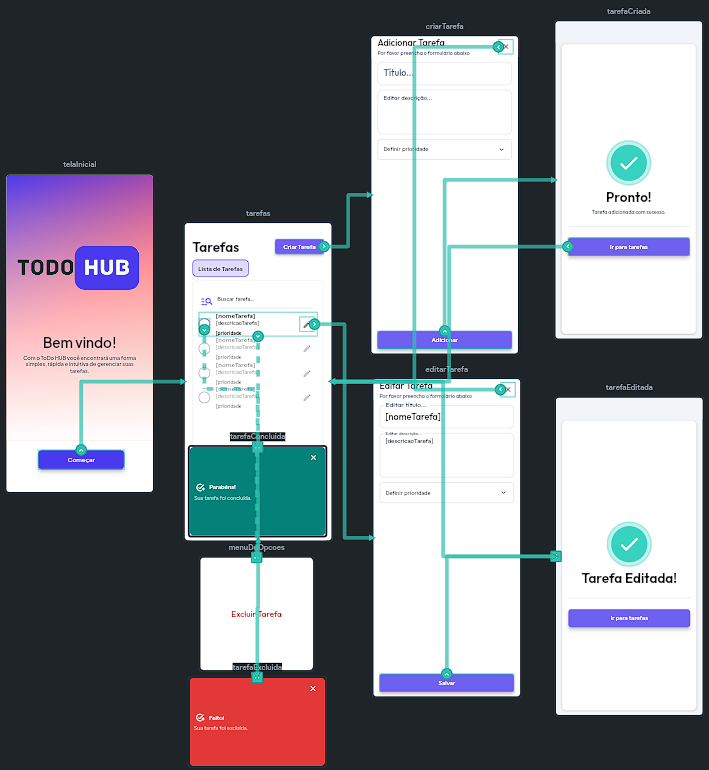 telaInicial
TODO HUB
Bem vindo!
Com o ToDo HUB você encontrará uma forma
simples, rápida e intuitiva de gerenciar suas
tarefas.
Começar
tarefas
Tarefas
Criar Tarefa
Lista de Tarefas
Buscar tarefa...
[nomeTarefa]
[descricaoTarefa]
[prioridade
[nomeTarefa]
[descricaoTarefa]
[prioridade
[nomeTarefa]
[descricaoTarefa]
[prioridade
[nomeTarefa]
[descricaoTarefa]
[prioridade
tarefaConcluida
Parabéns!
Sua tarefa foi concluída.
menuDeOpcoes
Excluir Tarefa
tarefaExcluida
Feito!
Sua tarefa foi excluída.
criarTarefa
Adicionar Tarefa
Por favor preencha o formulário abaixo
Título...
Editar descrição...
Definir prioridade
Adicionar
editarTarefa
Editar Tarefa
Por favor preencha o formulário abaixo
Editar título...
[nomeTarefa]
Editar descrição...
[descricaoTarefa]
Definir prioridade
Salvar
tarefaCriada
Pronto!
Tarefa adicionada com sucesso.
Ir para tarefas
tarefaEditada
Tarefa Editada!
Ir para tarefas